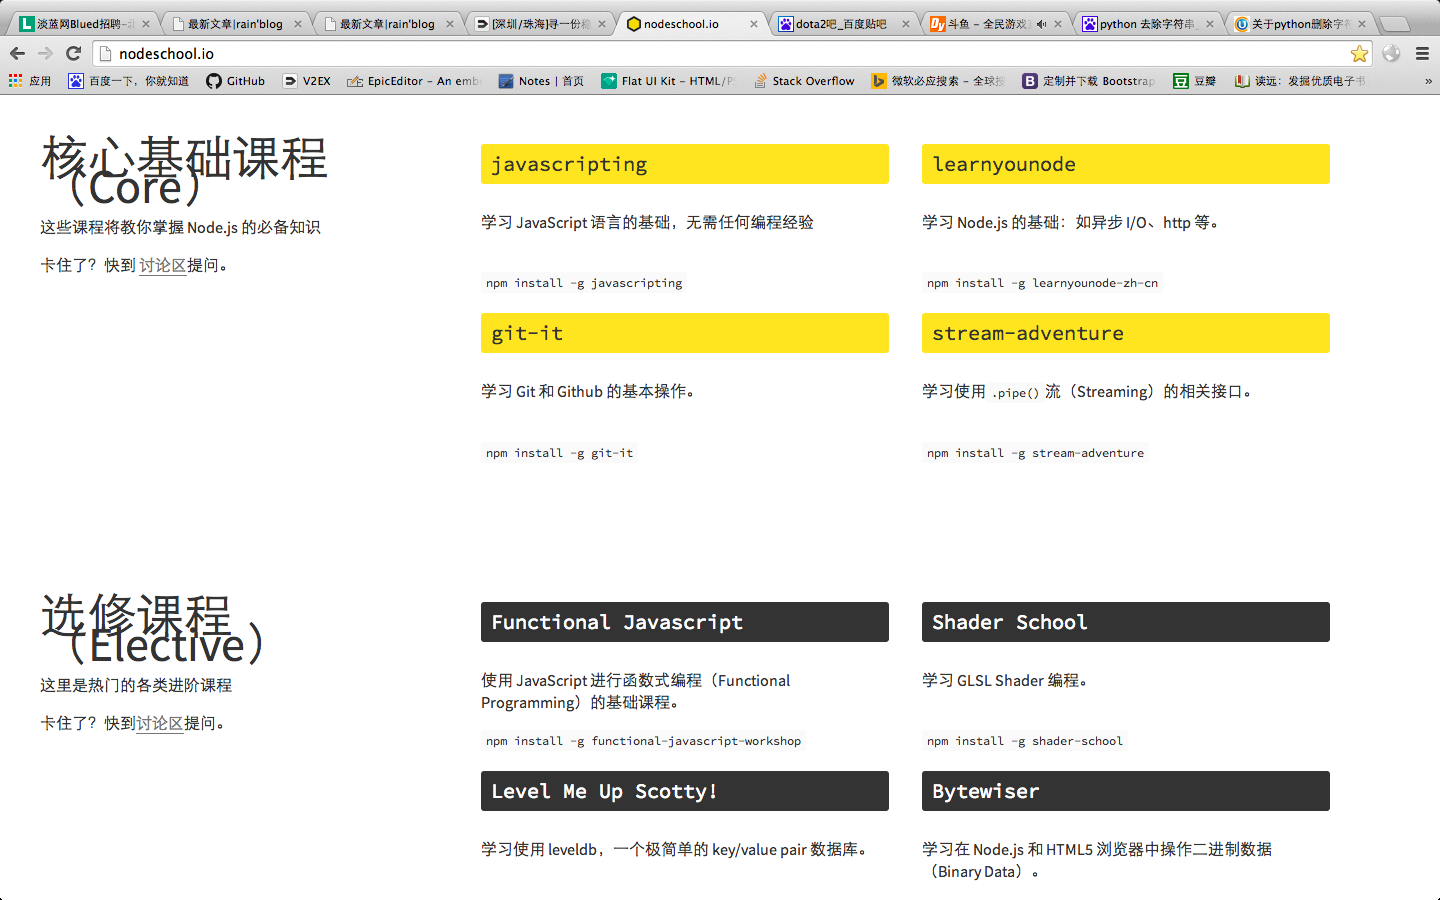 淡蓝网Blued招聘-北
最新文章|rain'blog
最新文章|rain'blog
[深圳/珠海]寻一份
nodeschool.io
dota2吧_百度贴吧
斗鱼 – 全民游戏
python 去除字符串
关于python删除字符
nodeschool.io
应用
百度一下，你就知道
GitHub
V2EX
EpicEditor – An embe
Notes | 首页
Flat UI Kit – HTML/PS
Stack Overflow
微软必应搜索 – 全球搜
定制并下载 Bootstrap
豆瓣
读远：发掘优质电子书
»
核心基础课程
（Core）
这些课程将教你掌握 Node.js 的必备知识
卡住了？快到 讨论区提问。
javascripting
学习 JavaScript 语言的基础，无需任何编程经验
npm install -g javascripting
learnyounode
学习 Node.js 的基础：如异步 I/O、http 等。
npm install -g learnyounode-zh-cn
git-it
学习 Git 和 Github 的基本操作。
npm install -g git-it
stream-adventure
学习使用 .pipe() 流（Streaming）的相关接口。
npm install -g stream-adventure
选修课程
（Elective）
这里是热门的各类进阶课程
卡住了？快到讨论区提问。
Functional Javascript
使用 JavaScript 进行函数式编程（Functional
Programming）的基础课程。
npm install -g functional-javascript-workshop
Shader School
学习 GLSL Shader 编程。
npm install -g shader-school
Level Me Up Scotty!
学习使用 leveldb，一个极简单的 key/value pair 数据库。
Bytewiser
学习在 Node.js 和 HTML5 浏览器中操作二进制数据
（Binary Data）。